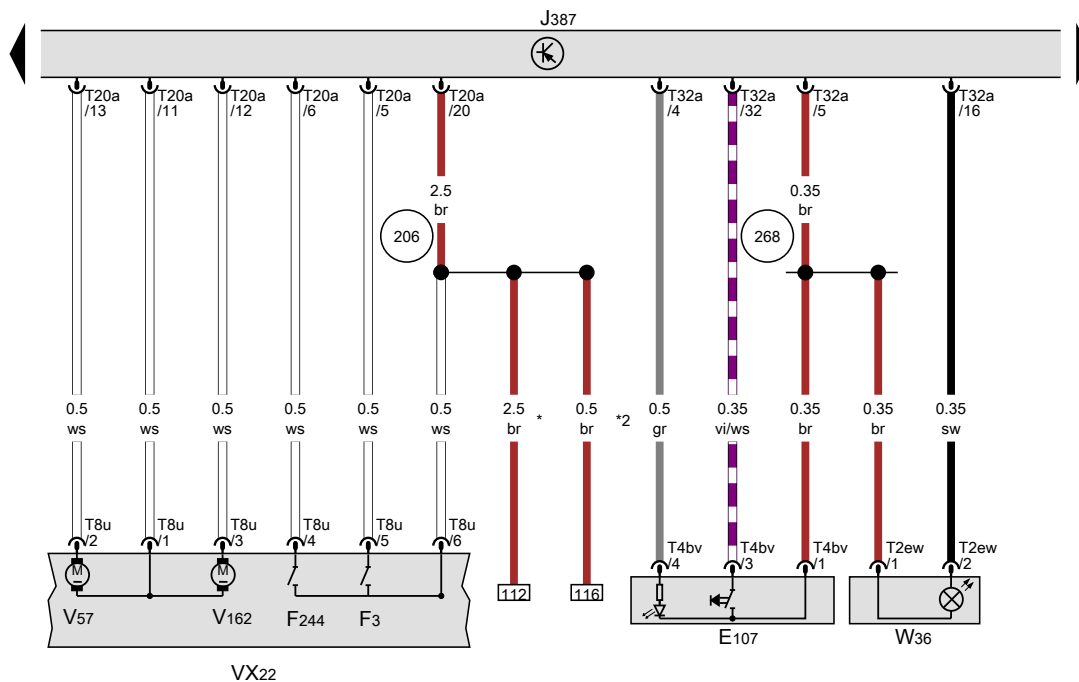 J387
T20a T20a T20a T20a T20a T20a T32a T32a T32a T32a
/13 /11 /12 /6 /5 /20 /4 /32 /5 /16
2.5 0.35
br br
206 268
0.5 0.5 0.5 0.5 0.5 0.5 2.5 * 0.5 *2 0.5 0.35 0.35 0.35 0.35
ws ws ws ws ws ws br br gr vi/ws br br sw
T8u T8u T8u T8u T8u T8u
/2 /1 /3 /4 /5 /6
T4bv T4bv T4bv T2ew T2ew
/4 /3 /1 /1 /2
M M
112 116
V57 V162 F244 F3
E107 W36
VX22